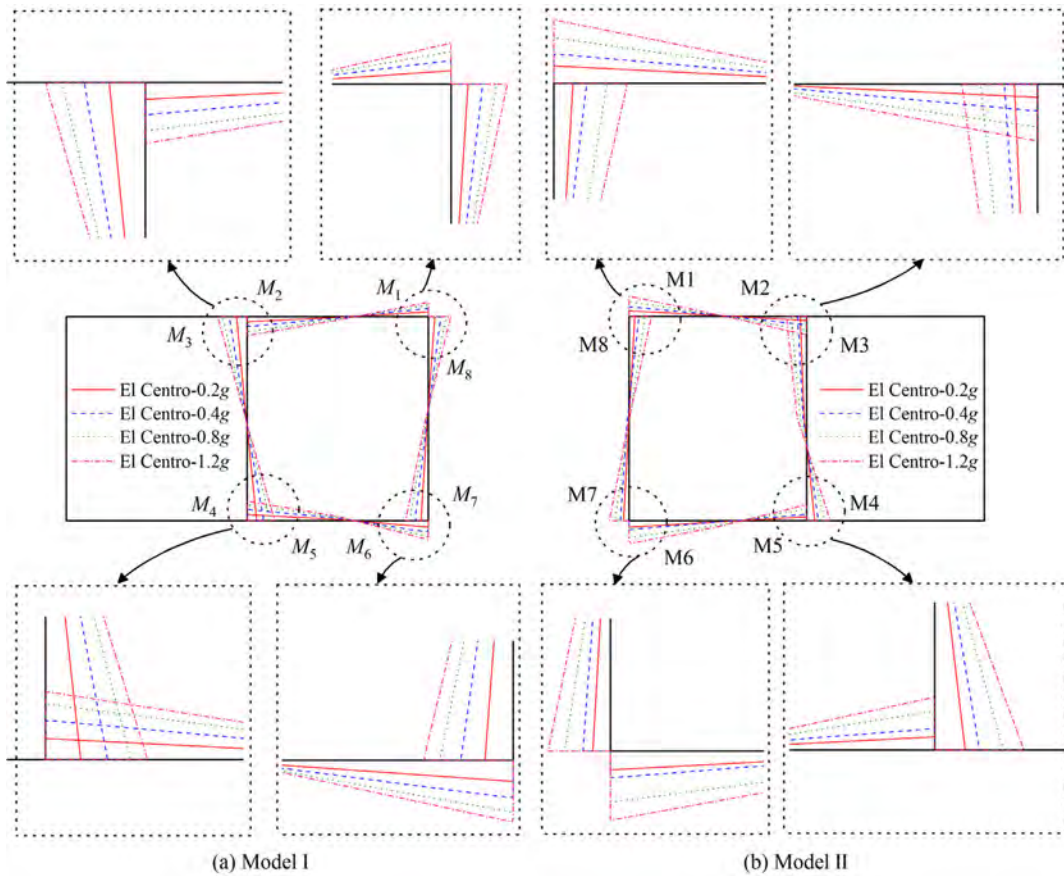 M1
M2
M3
M8
El Centro-0.2g
El Centro-0.4g
El Centro-0.8g
El Centro-1.2g
M4
M5
M6
M7
(a) Model I
M1
M2
M8
M3
El Centro-0.2g
El Centro-0.4g
El Centro-0.8g
El Centro-1.2g
M7
M4
M6
M5
(b) Model II